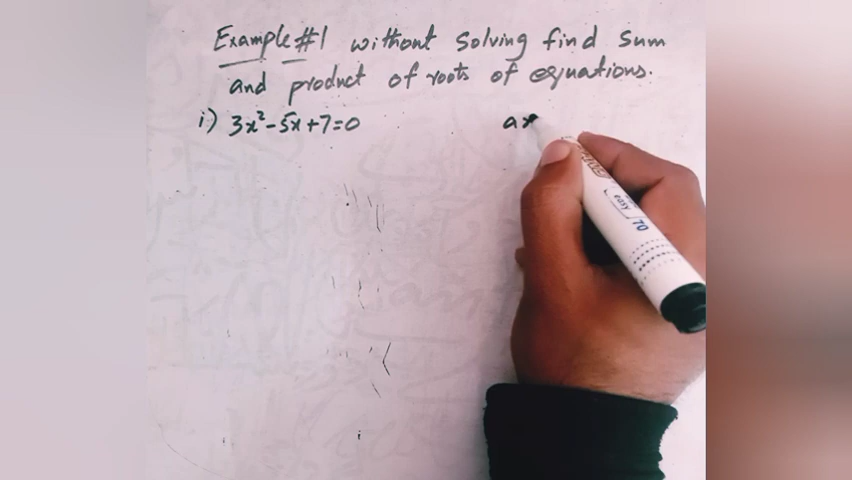 Example #1 without Solving find Sum
and product of roots of equations.
i) 3x² - 5x + 7 = 0
ax
easy 70